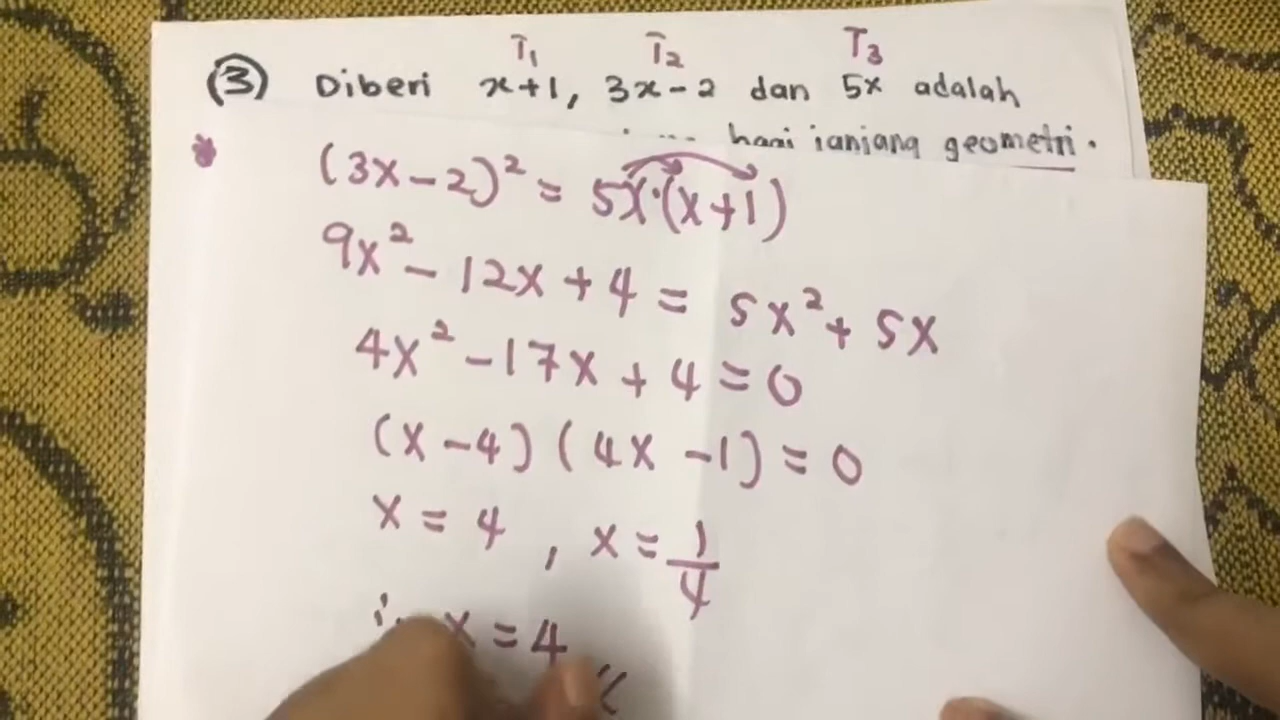 T₁ T₂ T₃
(3) Diberi x+1, 3x-2 dan 5x adalah
janjang geometri.
* (3x-2)² = 5x·(x+1)
9x² - 12x + 4 = 5x² + 5x
4x² - 17x + 4 = 0
(x-4)(4x-1) = 0
x = 4, x = 1/4
∴ x = 4 //